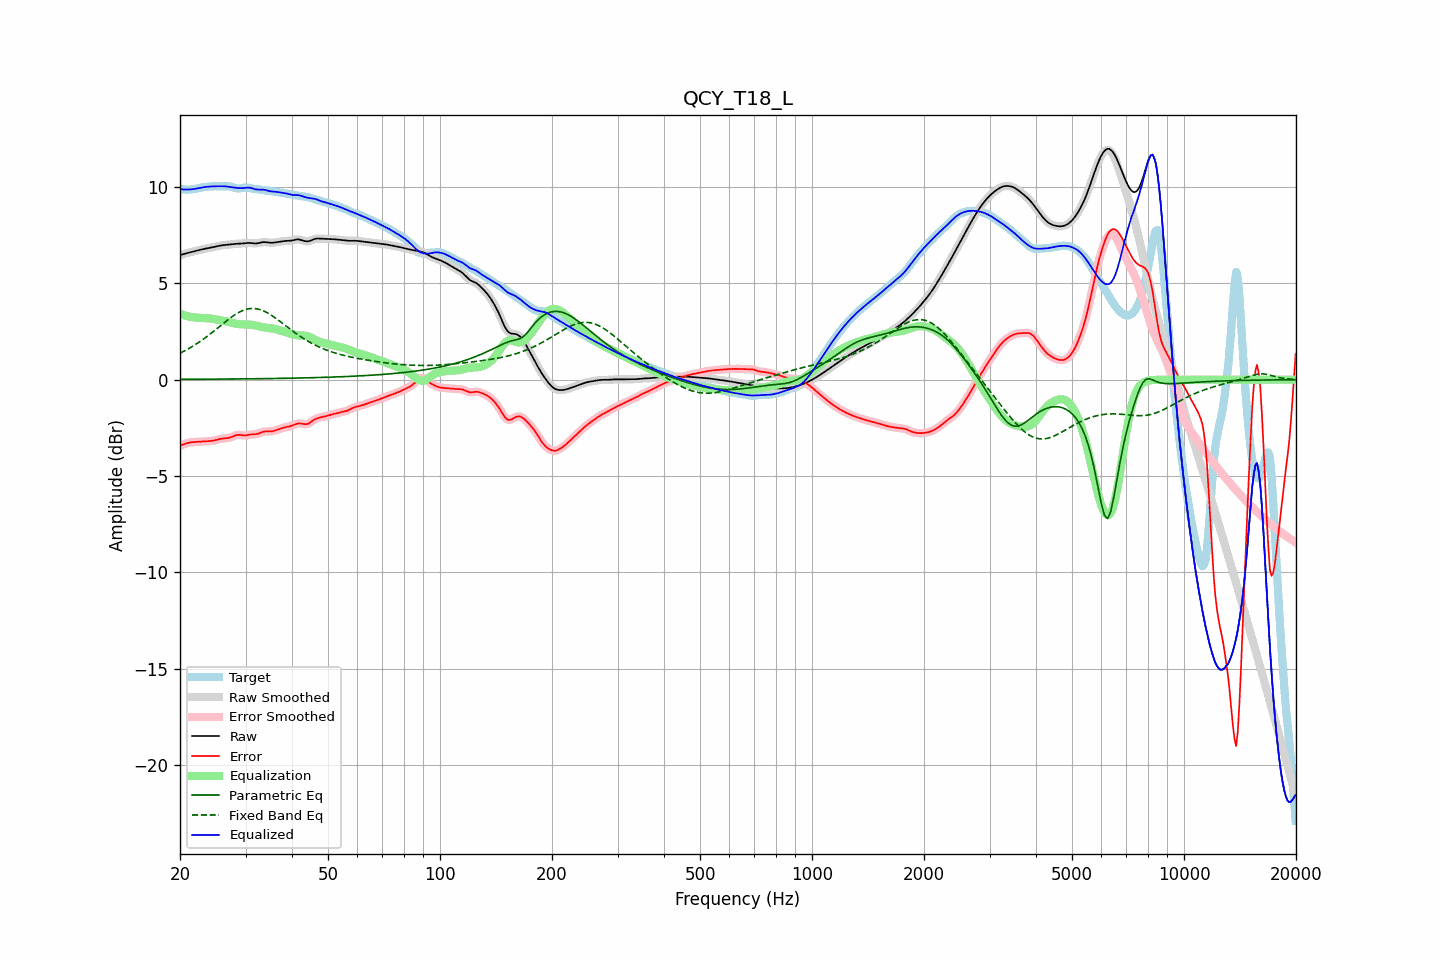 QCY_T18_L
Amplitude (dBr)
10
5
0
−5
−10
−15
−20
Target
Raw Smoothed
Error Smoothed
Raw
Error
Equalization
Parametric Eq
Fixed Band Eq
Equalized
20 50 100 200 500 1000 2000 5000 10000 20000
Frequency (Hz)